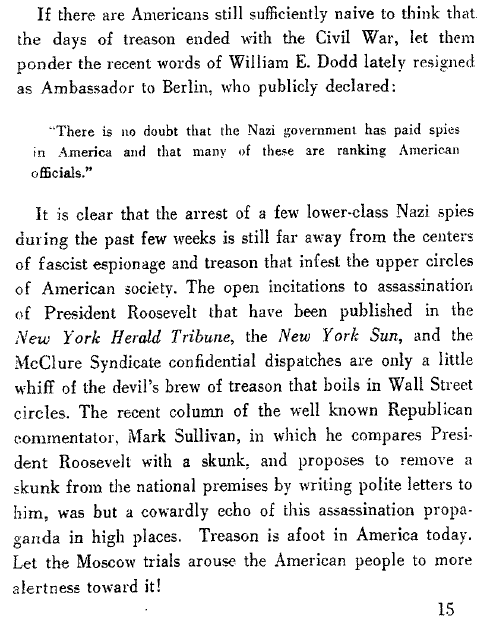 If there are Americans still sufficiently naive to think that
the days of treason ended with the Civil War, let them
ponder the recent words of William E. Dodd lately resigned
as Ambassador to Berlin, who publicly declared:
"There is no doubt that the Nazi government has paid spies
in America and that many of these are ranking American
officials."
It is clear that the arrest of a few lower-class Nazi spies
during the past few weeks is still far away from the centers
of fascist espionage and treason that infest the upper circles
of American society. The open incitations to assassination
of President Roosevelt that have been published in the
New York Herald Tribune, the New York Sun, and the
McClure Syndicate confidential dispatches are only a little
whiff of the devil's brew of treason that boils in Wall Street
circles. The recent column of the well known Republican
commentator, Mark Sullivan, in which he compares Presi-
dent Roosevelt with a skunk, and proposes to remove a
skunk from the national premises by writing polite letters to
him, was but a cowardly echo of this assassination propa-
ganda in high places. Treason is afoot in America today.
Let the Moscow trials arouse the American people to more
alertness toward it!
15